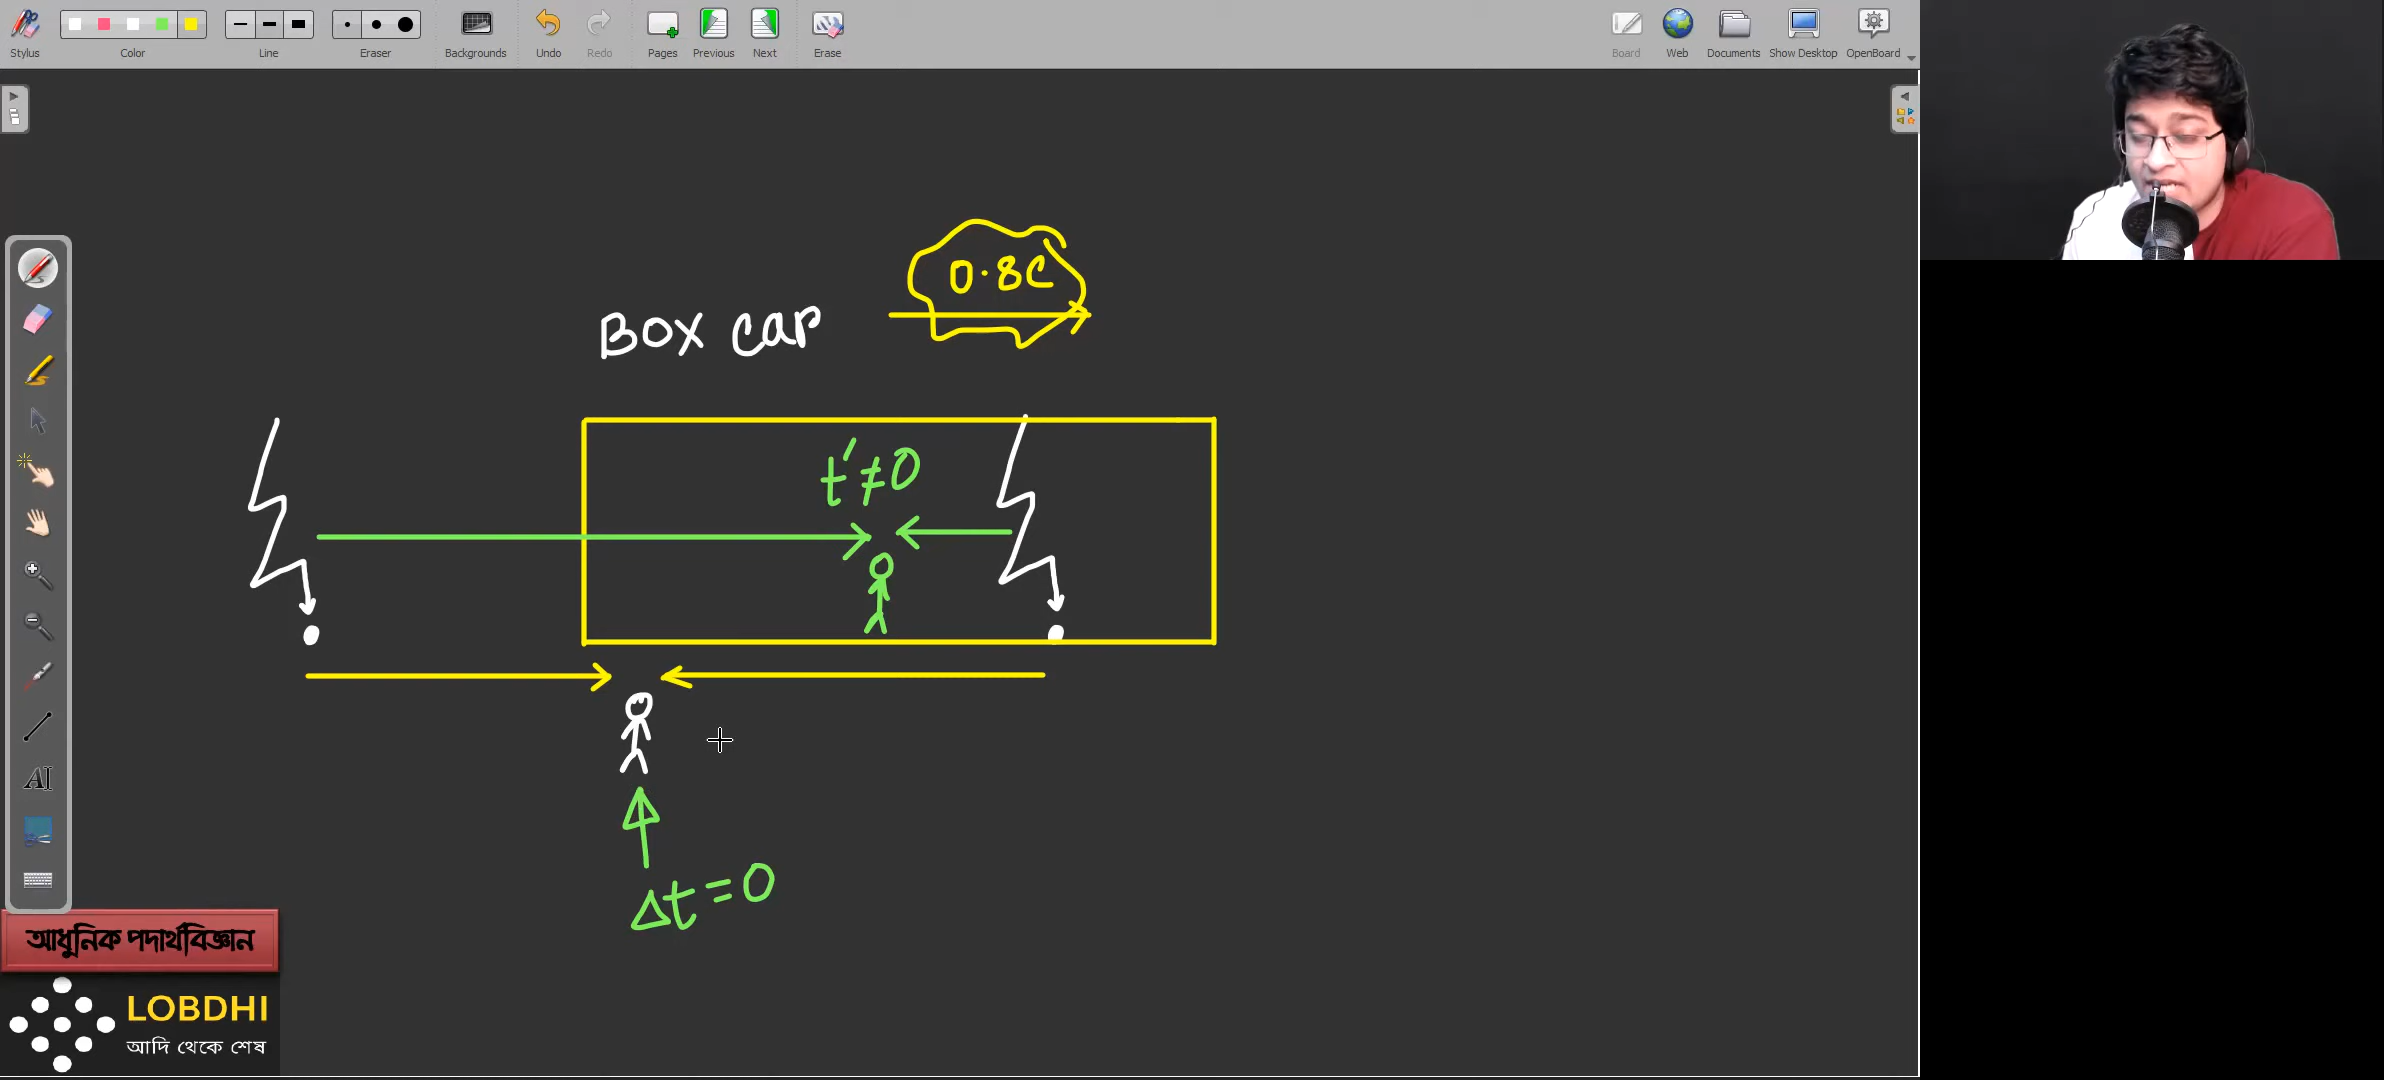 Stylus
Color
Line
Eraser
Backgrounds
Undo
Redo
Pages
Previous
Next
Erase
Board
Web
Documents
Show Desktop
OpenBoard
0.8C
BOX car
t'≠0
Δt=0
AI
আধুনিক পদার্থবিজ্ঞান
LOBDHI
আদি থেকে শেষ